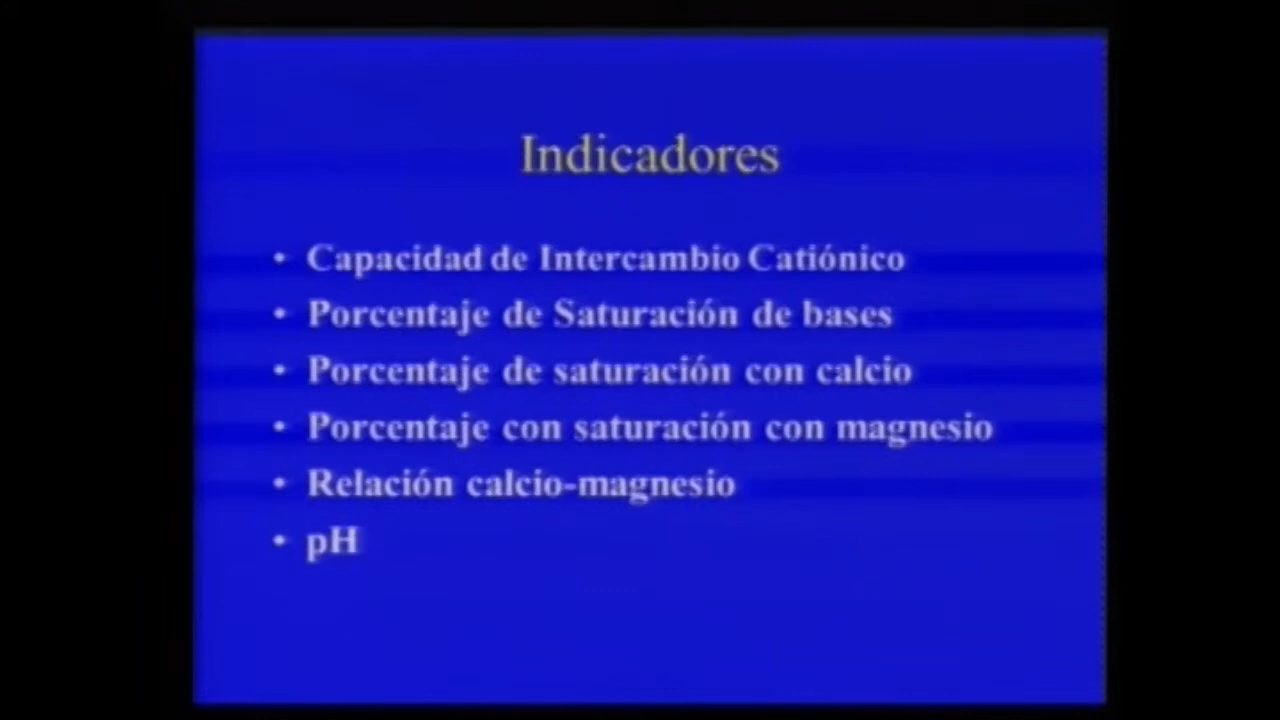 Indicadores
• Capacidad de Intercambio Catiónico
• Porcentaje de Saturación de bases
• Porcentaje de saturación con calcio
• Porcentaje con saturación con magnesio
• Relación calcio-magnesio
• pH